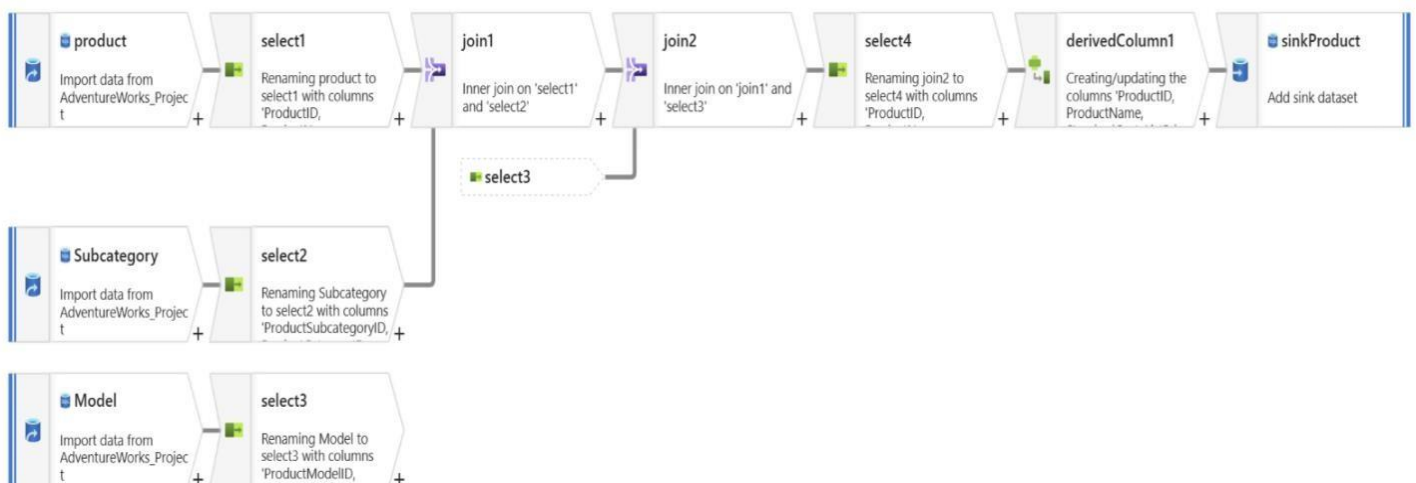 product
Import data from
AdventureWorks_Projec
t
+
select1
Renaming product to
select1 with columns
'ProductID,
+
join1
Inner join on 'select1'
and 'select2'
+
join2
Inner join on 'join1' and
'select3'
+
select4
Renaming join2 to
select4 with columns
'ProductID,
+
derivedColumn1
Creating/updating the
columns 'ProductID,
ProductName,
+
sinkProduct
Add sink dataset
select3
Subcategory
Import data from
AdventureWorks_Projec
t
+
select2
Renaming Subcategory
to select2 with columns
'ProductSubcategoryID,
+
Model
Import data from
AdventureWorks_Projec
t
+
select3
Renaming Model to
select3 with columns
'ProductModelID,
+